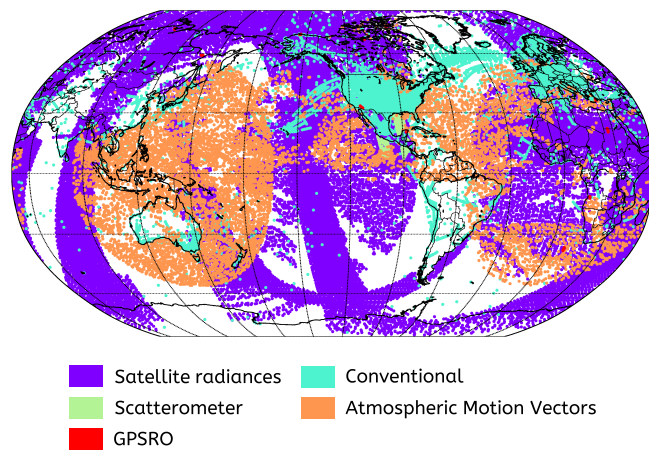 Satellite radiances Conventional
Scatterometer Atmospheric Motion Vectors
GPSRO